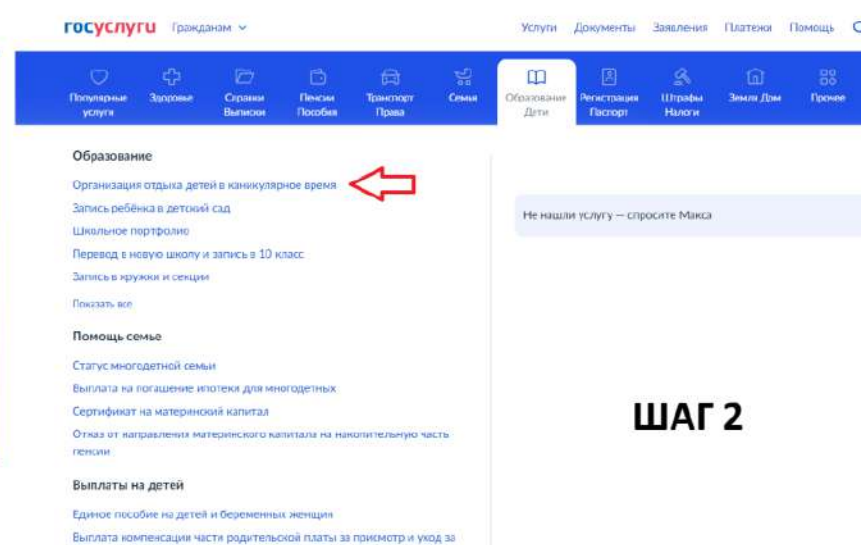 госуслуги Гражданам Услуги Документы Заявления Платежи Помощь
Популярные услуги Здоровье Справки Выписки Пенсии Пособия Транспорт Права Семья Образование Дети Регистрация Паспорт Штрафы Налоги Земля Дом Прочее
Образование
Организация отдыха детей в каникулярное время
Запись ребёнка в детский сад
Не нашли услугу — спросите Макса
Школьное портфолио
Перевод в новую школу и запись в 10 класс
Запись в кружки и секции
Показать все
Помощь семье
Статус многодетной семьи
Выплата на погашение ипотеки для многодетных
Сертификат на материнский капитал
Отказ от направления материнского капитала на накопительную часть
пенсии
ШАГ 2
Выплаты на детей
Единое пособие на детей и беременных женщин
Выплата компенсации части родительской платы за присмотр и уход за